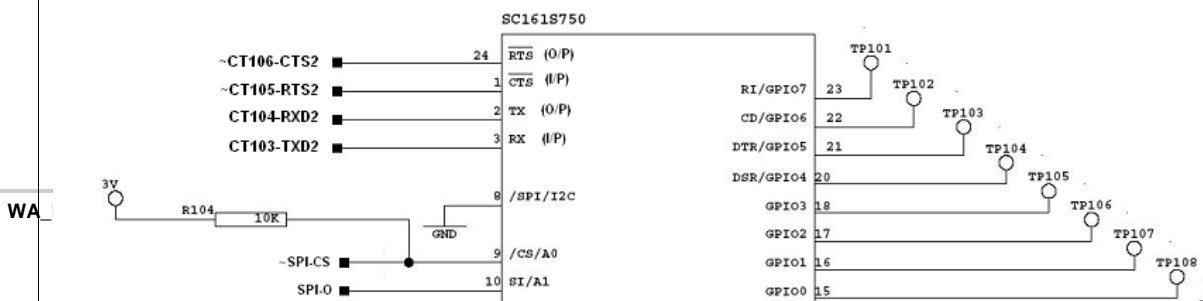 SC161S750
~CT106-CTS2 24 RTS (O/P)
~CT105-RTS2 1 CTS (I/P)
CT104-RXD2 2 TX (O/P)
CT103-TXD2 3 RX (I/P)
RI/GPIO7 23 TP101
CD/GPIO6 22 TP102
DTR/GPIO5 21 TP103
DSR/GPIO4 20 TP104
GPIO3 18 TP105
GPIO2 17 TP106
GPIO1 16 TP107
GPIO0 15 TP108
3V
WA_
R104 10K
8 /SPI/I2C
GND
~SPI-CS 9 /CS/A0
SPI-O 10 SI/A1